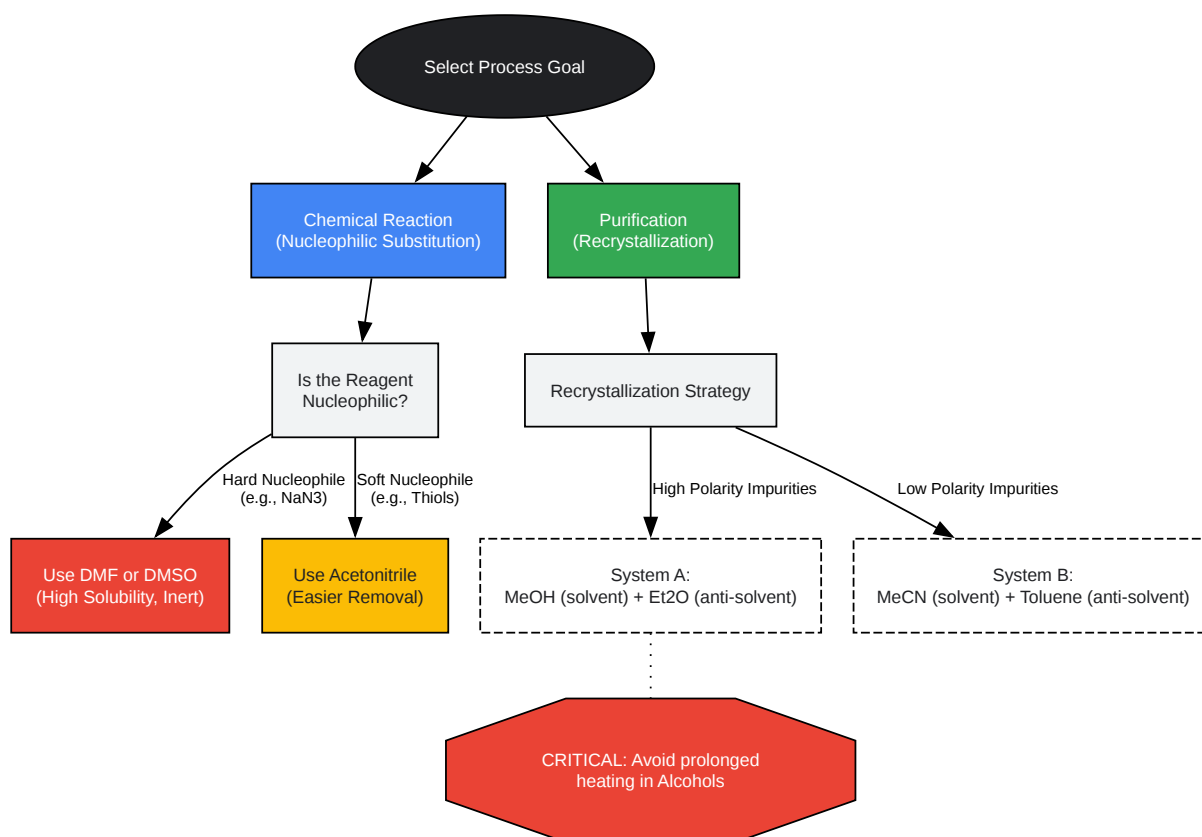 Select Process Goal
Chemical Reaction
(Nucleophilic Substitution)
Purification
(Recrystallization)
Is the Reagent
Nucleophilic?
Recrystallization Strategy
Hard Nucleophile
(e.g., NaN3)
Soft Nucleophile
(e.g., Thiols)
High Polarity Impurities
Low Polarity Impurities
Use DMF or DMSO
(High Solubility, Inert)
Use Acetonitrile
(Easier Removal)
System A:
MeOH (solvent) + Et2O (anti-solvent)
System B:
MeCN (solvent) + Toluene (anti-solvent)
CRITICAL: Avoid prolonged
heating in Alcohols